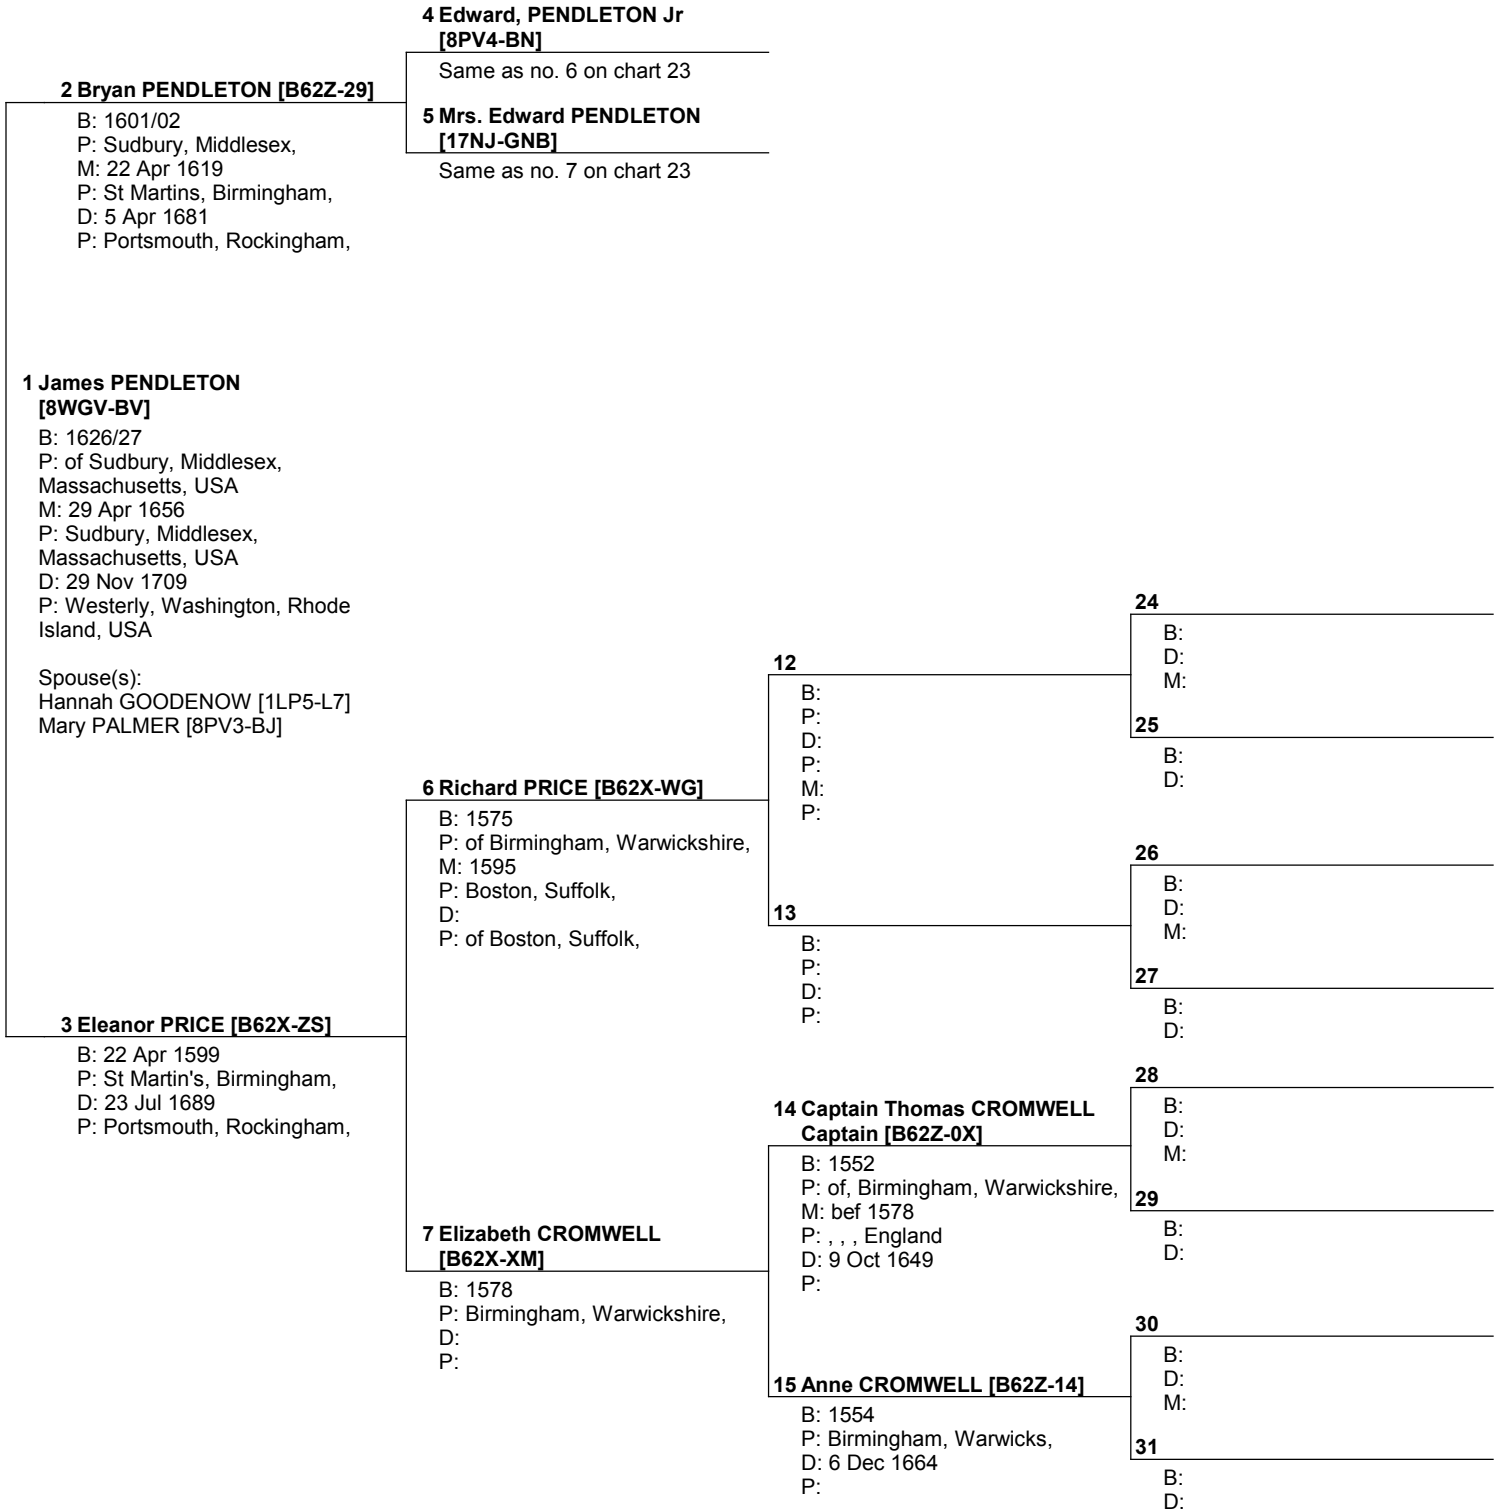 4 Edward, PENDLETON Jr
[8PV4-BN]
Same as no. 6 on chart 23
2 Bryan PENDLETON [B62Z-29]
B: 1601/02
P: Sudbury, Middlesex,
M: 22 Apr 1619
P: St Martins, Birmingham,
D: 5 Apr 1681
P: Portsmouth, Rockingham,
5 Mrs. Edward PENDLETON
[17NJ-GNB]
Same as no. 7 on chart 23
1 James PENDLETON
[8WGV-BV]
B: 1626/27
P: of Sudbury, Middlesex,
Massachusetts, USA
M: 29 Apr 1656
P: Sudbury, Middlesex,
Massachusetts, USA
D: 29 Nov 1709
P: Westerly, Washington, Rhode
Island, USA
Spouse(s):
Hannah GOODENOW [1LP5-L7]
Mary PALMER [8PV3-BJ]
24
B:
D:
M:
12
B:
P:
D:
P:
M:
P:
25
B:
D:
6 Richard PRICE [B62X-WG]
B: 1575
P: of Birmingham, Warwickshire,
M: 1595
P: Boston, Suffolk,
D:
P: of Boston, Suffolk,
26
B:
D:
M:
13
B:
P:
D:
P:
27
B:
D:
3 Eleanor PRICE [B62X-ZS]
B: 22 Apr 1599
P: St Martin's, Birmingham,
D: 23 Jul 1689
P: Portsmouth, Rockingham,
28
B:
D:
M:
14 Captain Thomas CROMWELL
Captain [B62Z-0X]
B: 1552
P: of, Birmingham, Warwickshire,
M: bef 1578
P: , , , England
D: 9 Oct 1649
P:
29
B:
D:
7 Elizabeth CROMWELL
[B62X-XM]
B: 1578
P: Birmingham, Warwickshire,
D:
P:
30
B:
D:
M:
15 Anne CROMWELL [B62Z-14]
B: 1554
P: Birmingham, Warwicks,
D: 6 Dec 1664
P:
31
B:
D: